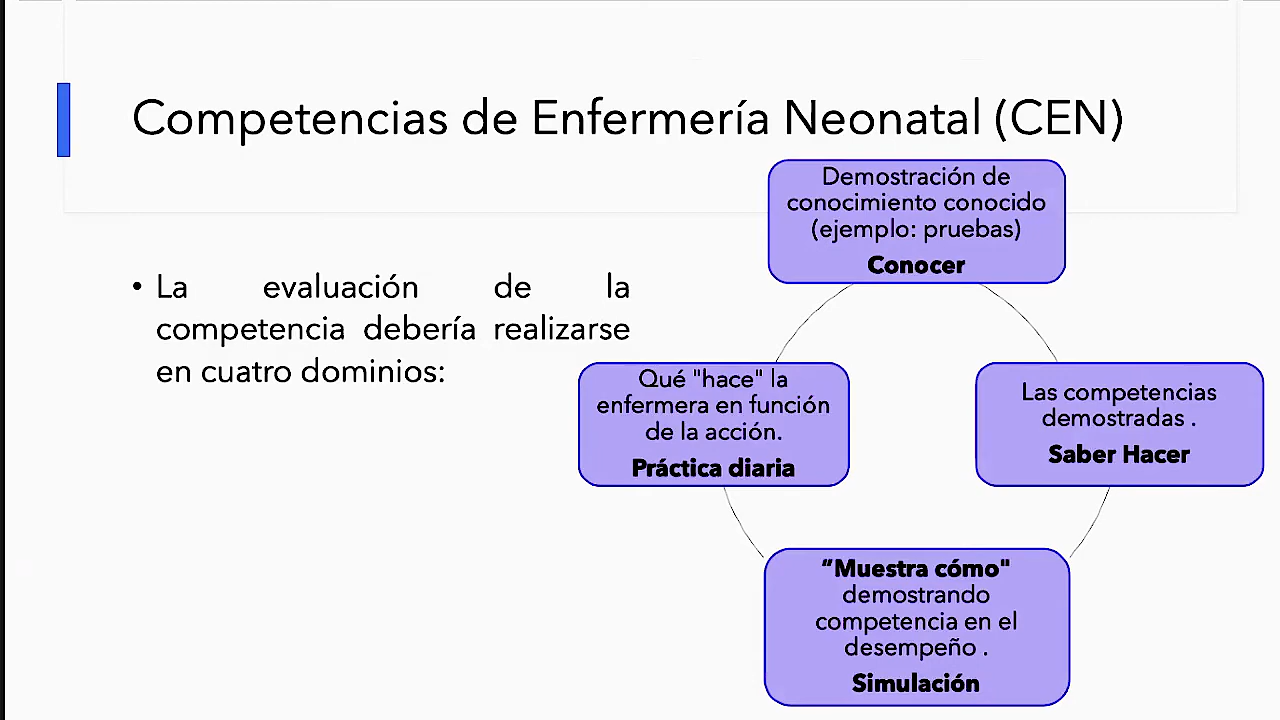 Competencias de Enfermería Neonatal (CEN)
• La evaluación de la
competencia debería realizarse
en cuatro dominios:
Demostración de
conocimiento conocido
(ejemplo: pruebas)
Conocer
Las competencias
demostradas .
Saber Hacer
”Muestra cómo"
demostrando
competencia en el
desempeño .
Simulación
Qué "hace" la
enfermera en función
de la acción.
Práctica diaria